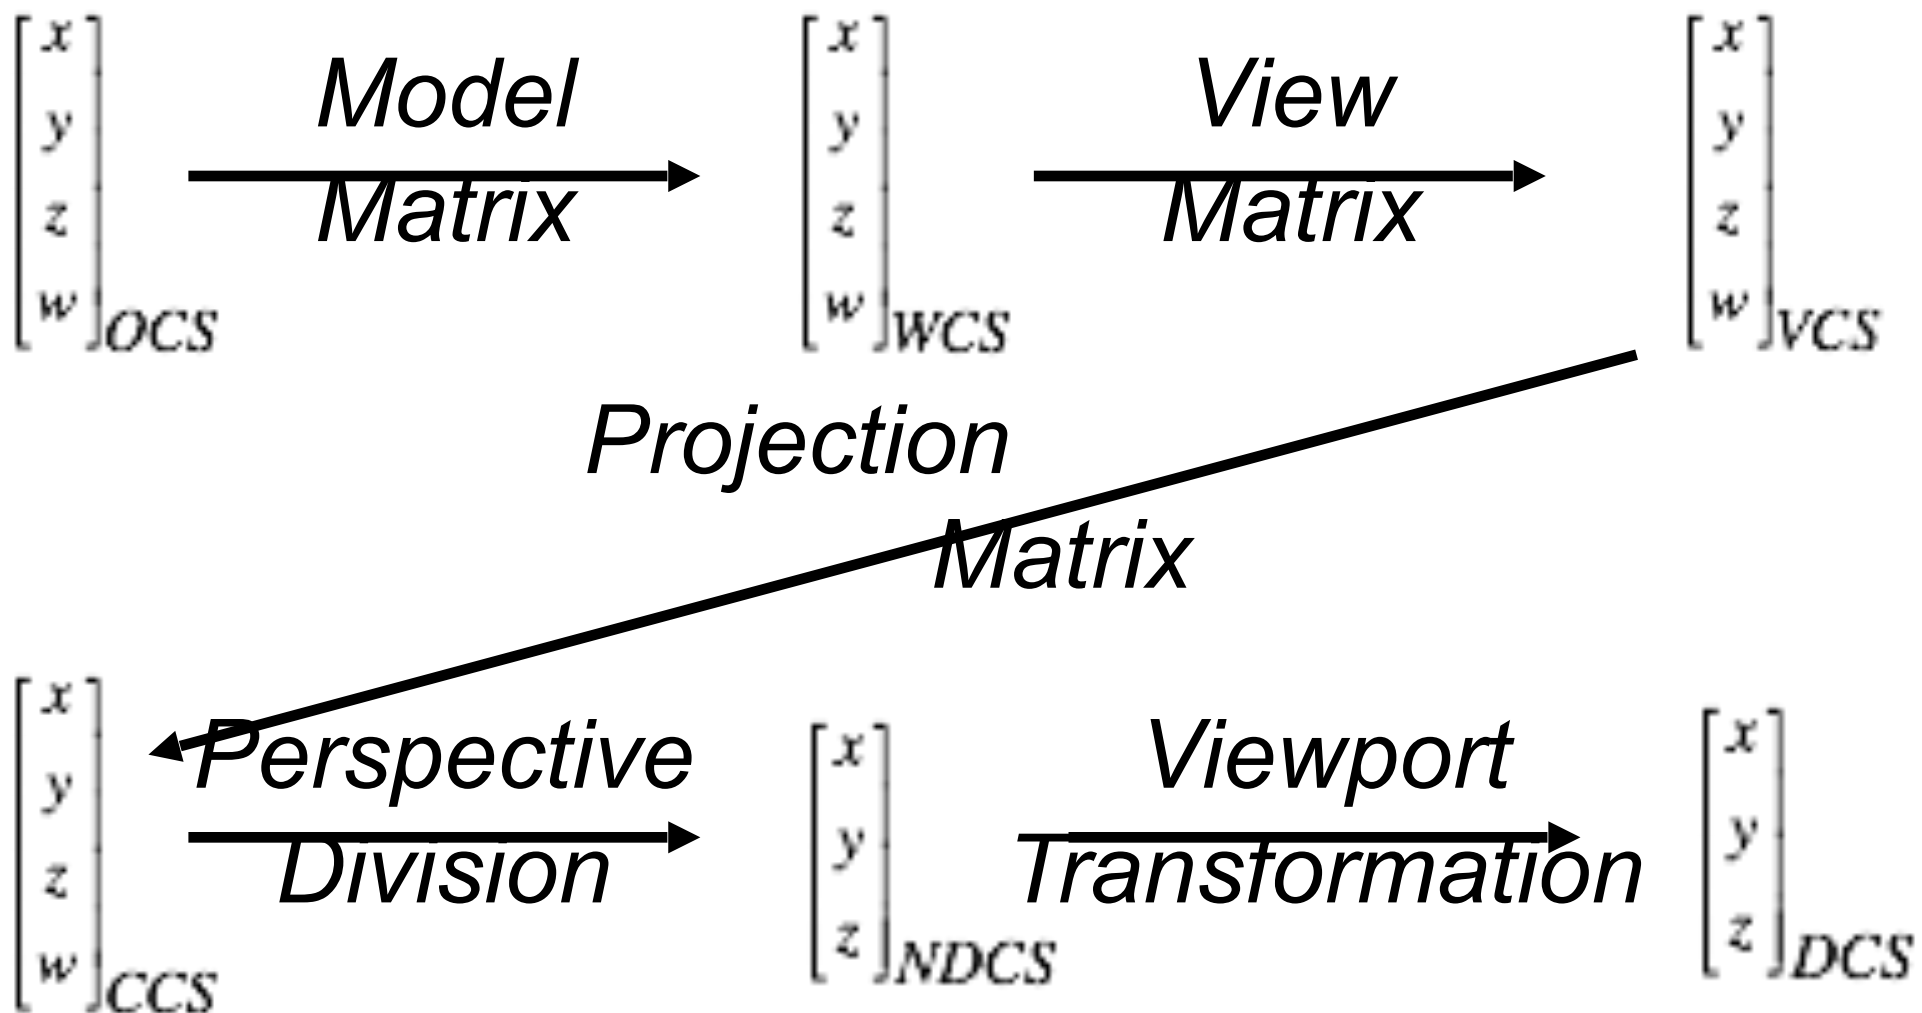 x
y
z
w
OCS
Model
Matrix
x
y
z
w
WCS
View
Matrix
x
y
z
w
VCS
Projection
Matrix
x
y
z
w
CCS
Perspective
Division
x
y
z
NDCS
Viewport
Transformation
x
y
z
DCS